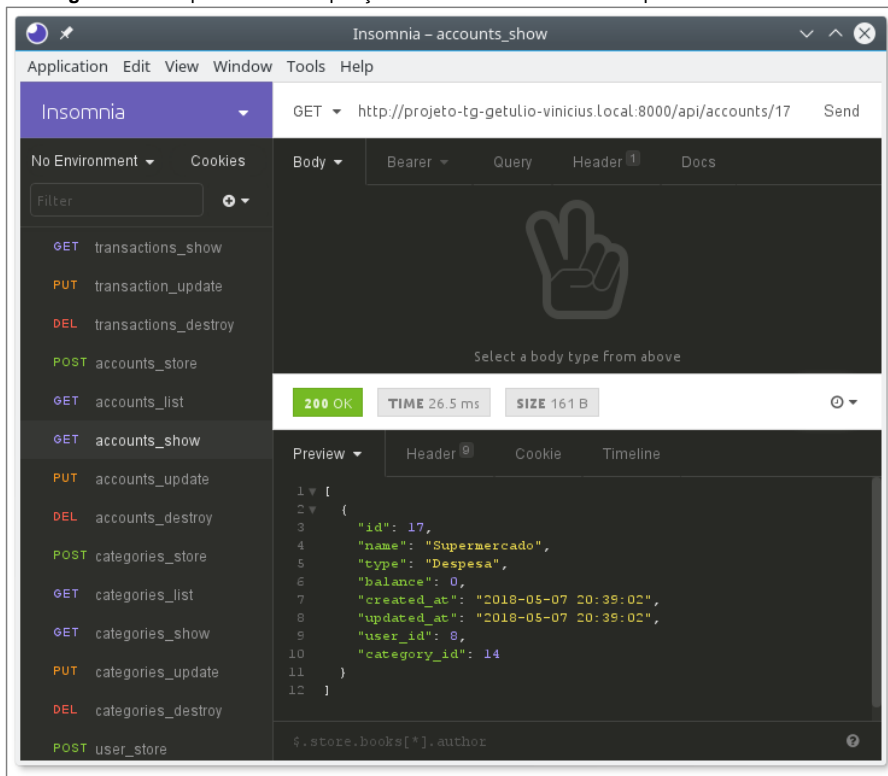 Insomnia – accounts_show
Application Edit View Window Tools Help
Insomnia
GET http://projeto-tg-getulio-vinicius.local:8000/api/accounts/17 Send
No Environment Cookies
Body Bearer Query Header 1 Docs
Filter
GET transactions_show
PUT transaction_update
DEL transactions_destroy
POST accounts_store
GET accounts_list
GET accounts_show
PUT accounts_update
DEL accounts_destroy
POST categories_store
GET categories_list
GET categories_show
PUT categories_update
DEL categories_destroy
POST user_store
Select a body type from above
200 OK TIME 26.5 ms SIZE 161 B
Preview Header 9 Cookie Timeline
1 [
2 {
3 "id": 17,
4 "name": "Supermercado",
5 "type": "Despesa",
6 "balance": 0,
7 "created_at": "2018-05-07 20:39:02",
8 "updated_at": "2018-05-07 20:39:02",
9 "user_id": 8,
10 "category_id": 14
11 }
12 ]
$.store.books[*].author